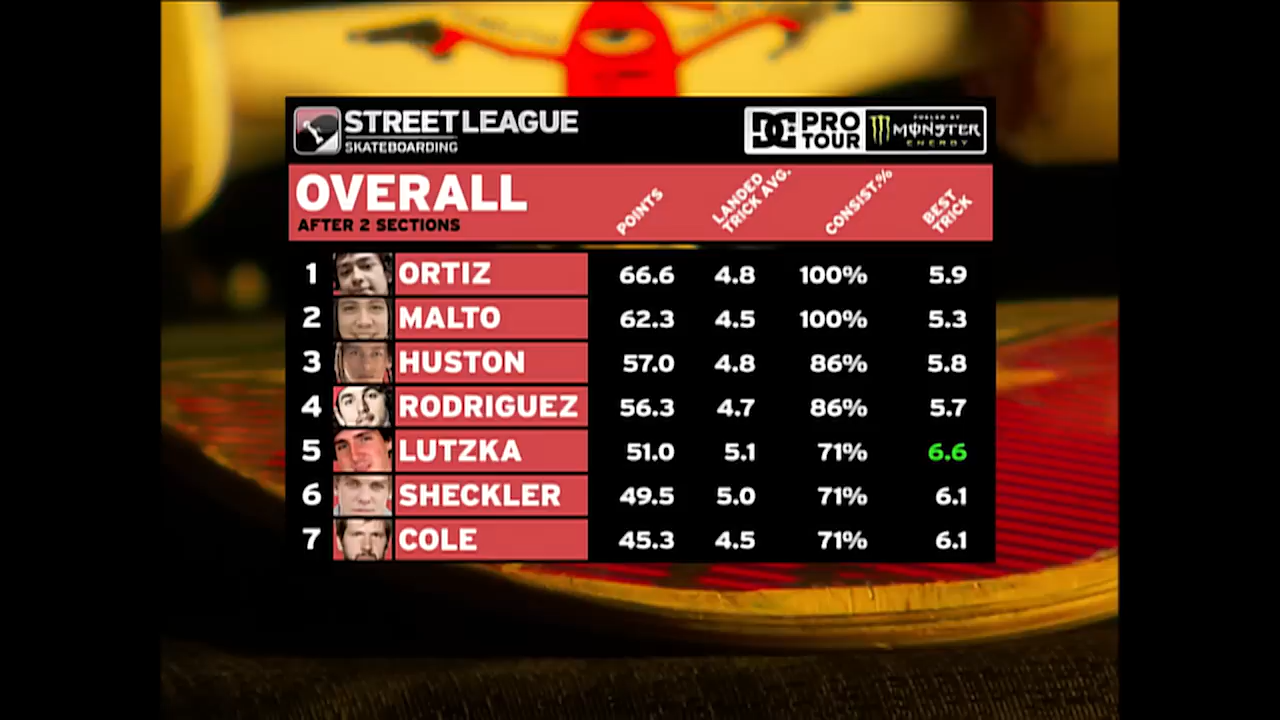 STREET LEAGUE
SKATEBOARDING
DC PRO TOUR
FUELED BY
MONSTER
ENERGY
OVERALL
AFTER 2 SECTIONS
POINTS
LANDED TRICK AVG.
CONSIST.%
BEST TRICK
1 ORTIZ 66.6 4.8 100% 5.9
2 MALTO 62.3 4.5 100% 5.3
3 HUSTON 57.0 4.8 86% 5.8
4 RODRIGUEZ 56.3 4.7 86% 5.7
5 LUTZKA 51.0 5.1 71% 6.6
6 SHECKLER 49.5 5.0 71% 6.1
7 COLE 45.3 4.5 71% 6.1